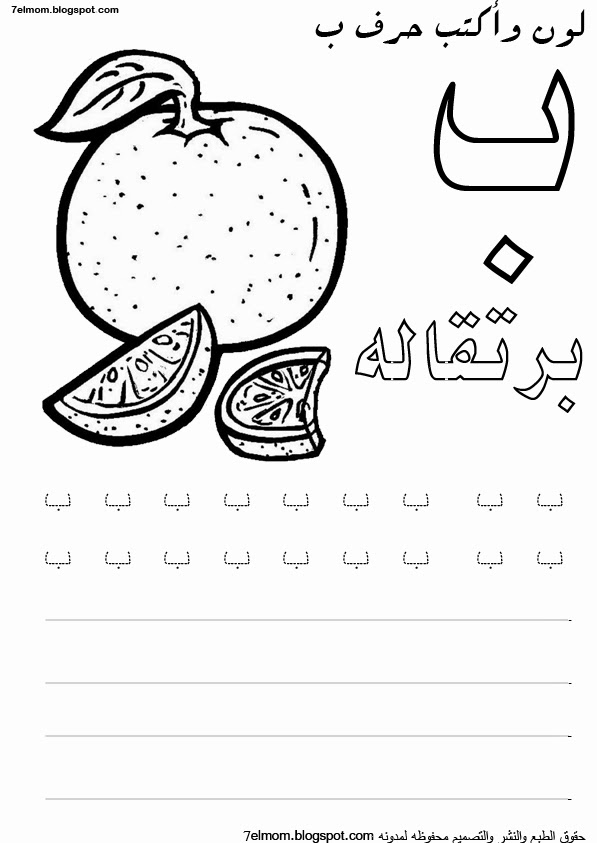 7elmom.blogspot.com
لون وأكتب حرف ب
ب
برتقاله
ب ب ب ب ب ب ب ب ب
ب ب ب ب ب ب ب ب ب
حقوق الطبع والنشر والتصميم محفوظه لمدونه 7elmom.blogspot.com